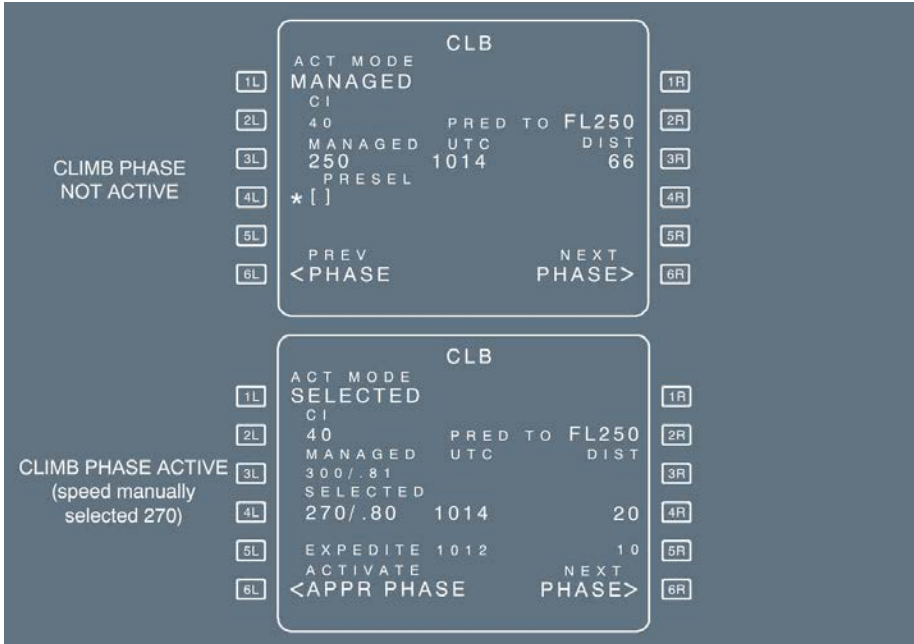 CLB
ACT MODE
1L MANAGED 1R
CI
2L 40 PRED TO FL250 2R
MANAGED UTC DIST
3L 250 1014 66 3R
CLIMB PHASE
NOT ACTIVE
PRESEL
4L *[ ] 4R
5L 5R
PREV NEXT
6L <PHASE PHASE> 6R
CLB
ACT MODE
1L SELECTED 1R
CI
2L 40 PRED TO FL250 2R
MANAGED UTC DIST
CLIMB PHASE ACTIVE
(speed manually
selected 270)
3L 300/.81 3R
SELECTED
4L 270/.80 1014 20 4R
5L EXPEDITE 1012 10 5R
ACTIVATE NEXT
6L <APPR PHASE PHASE> 6R